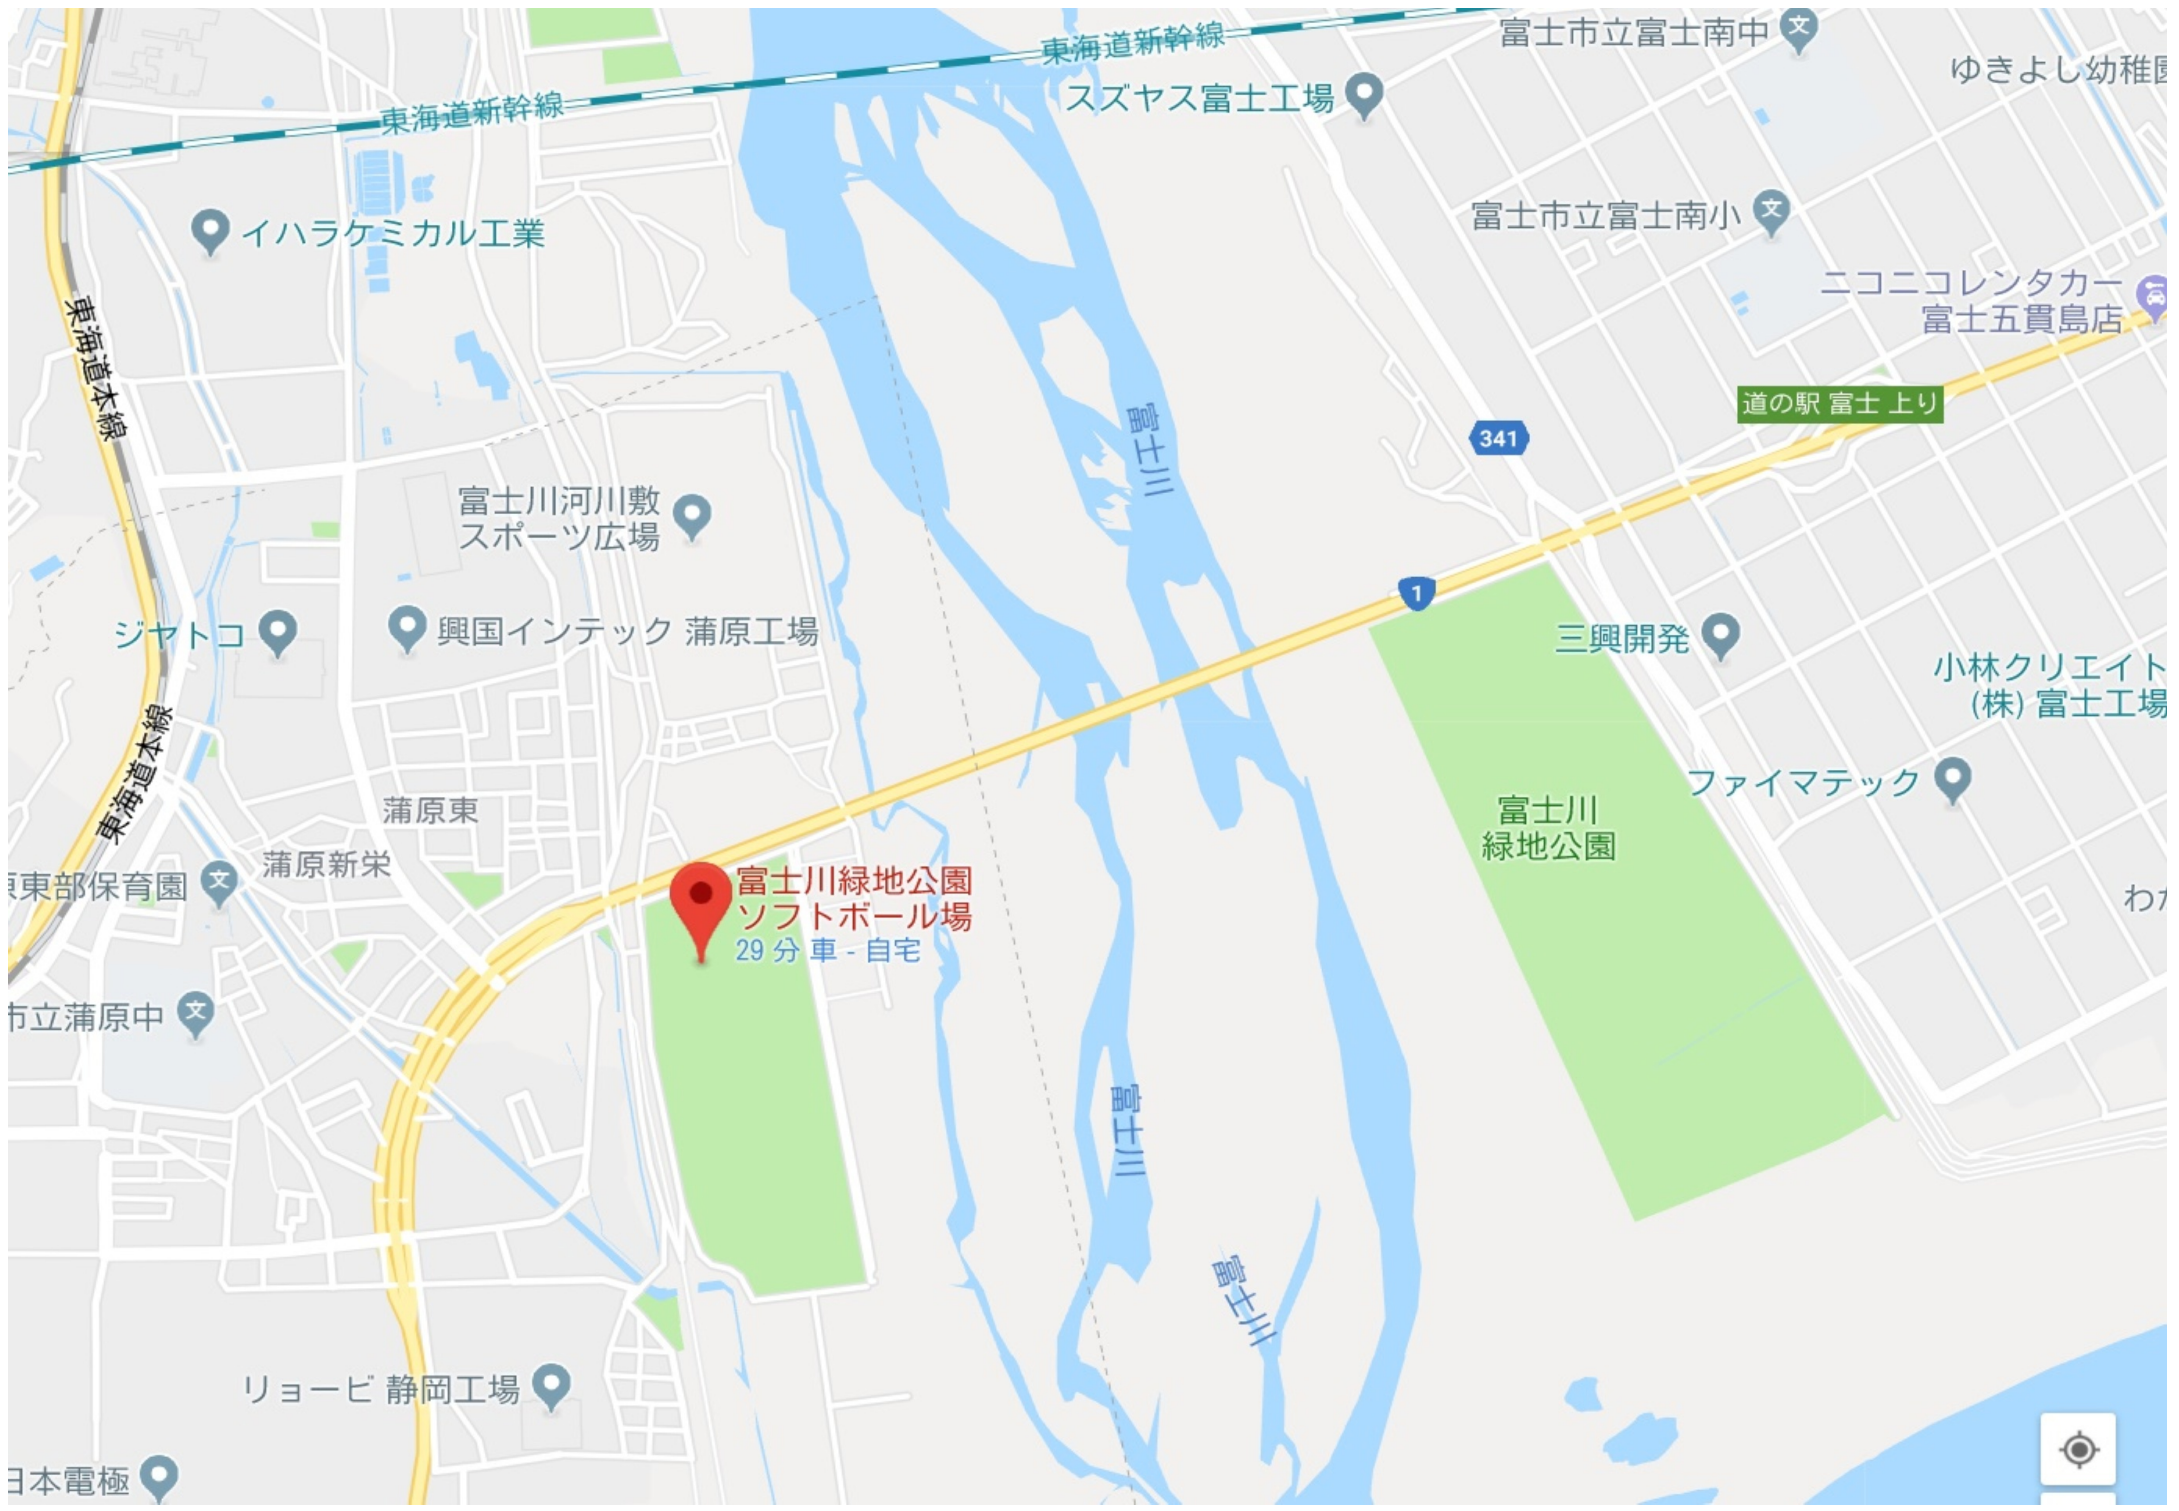 東海道新幹線
富士市立富士南中
ゆきよし幼稚園
スズヤス富士工場
東海道新幹線
富士市立富士南小
イハラケミカル工業
ニコニコレンタカー
富士五貫島店
東海道本線
道の駅 富士 上り
富士川
341
富士川河川敷
スポーツ広場
1
ジヤトコ
興国インテック 蒲原工場
三興開発
小林クリエイト
(株) 富士工場
東海道本線
ファイマテック
蒲原東
富士川
緑地公園
蒲原新栄
東部保育園
文
富士川緑地公園
ソフトボール場
29 分 車 - 自宅
わか
市立蒲原中
文
富士川
富士川
リョービ 静岡工場
日本電極